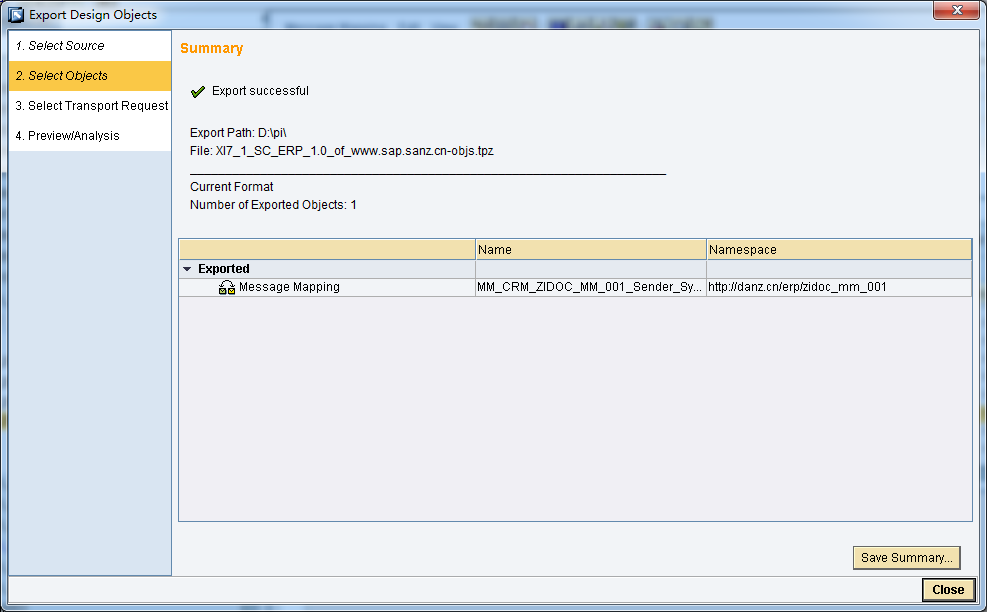 Export Design Objects
1. Select Source
2. Select Objects
3. Select Transport Request
4. Preview/Analysis
Summary
Export successful
Export Path: D:\pi\
File: XI7_1_SC_ERP_1.0_of_www.sap.sanz.cn-objs.tpz
Current Format
Number of Exported Objects: 1
Name Namespace
Exported
Message Mapping MM_CRM_ZIDOC_MM_001_Sender_Sy... http://danz.cn/erp/zidoc_mm_001
Save Summary...
Close